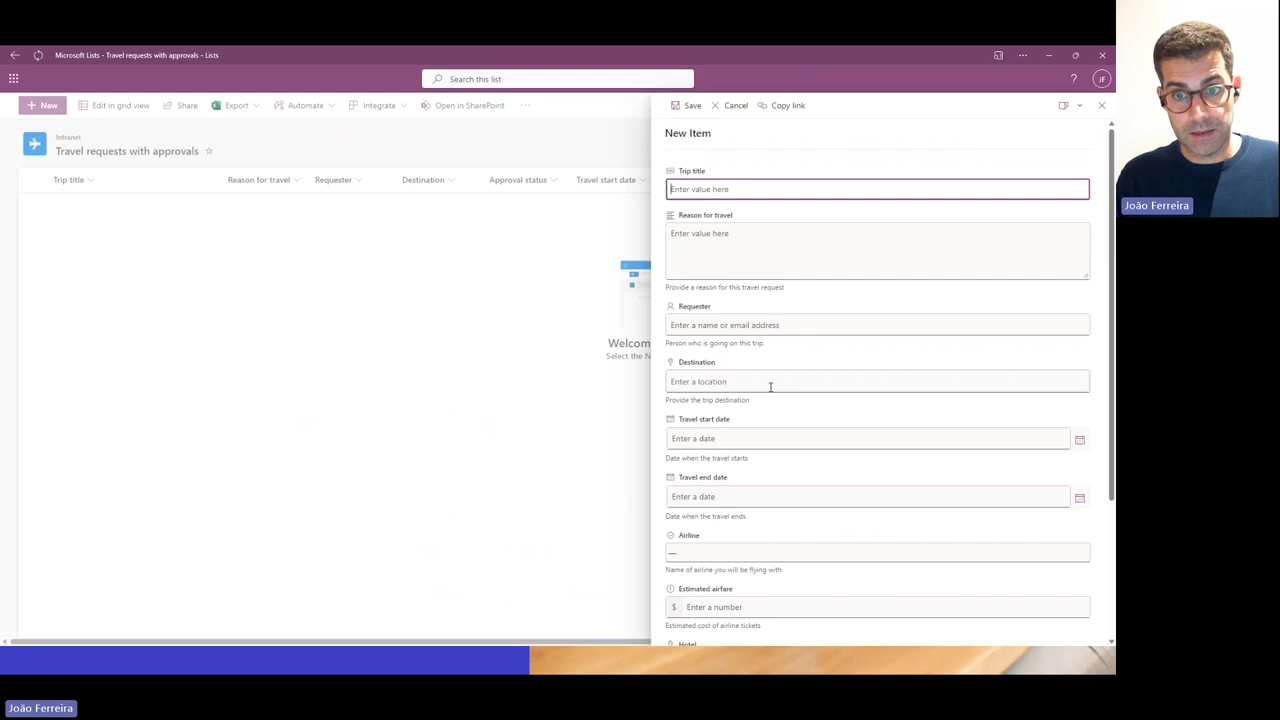 Microsoft Lists - Travel requests with approvals - Lists
Search this list
?
JF
New
Edit in grid view
Share
Export
Automate
Integrate
Open in SharePoint
Save
Cancel
Copy link
Intranet
Travel requests with approvals
Trip title
Reason for travel
Requester
Destination
Approval status
Travel start date
Welcom
Select the N
New Item
Trip title
Enter value here
Reason for travel
Enter value here
Provide a reason for this travel request
Requester
Enter a name or email address
Person who is going on this trip.
Destination
Enter a location
Provide the trip destination
Travel start date
Enter a date
Date when the travel starts
Travel end date
Enter a date
Date when the travel ends
Airline
—
Name of airline you will be flying with
Estimated airfare
$ Enter a number
Estimated cost of airline tickets
Hotel
João Ferreira
João Ferreira